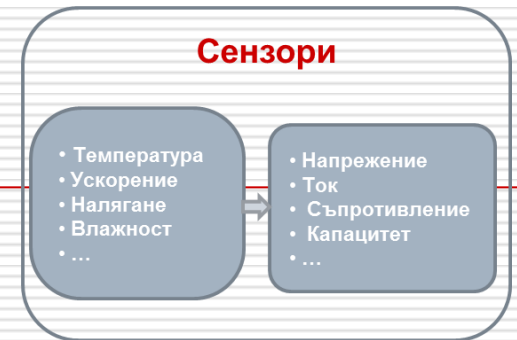 Сензори
• Температура
• Ускорение
• Налягане
• Влажност
• ...
• Напрежение
• Ток
• Съпротивление
• Капацитет
• ...